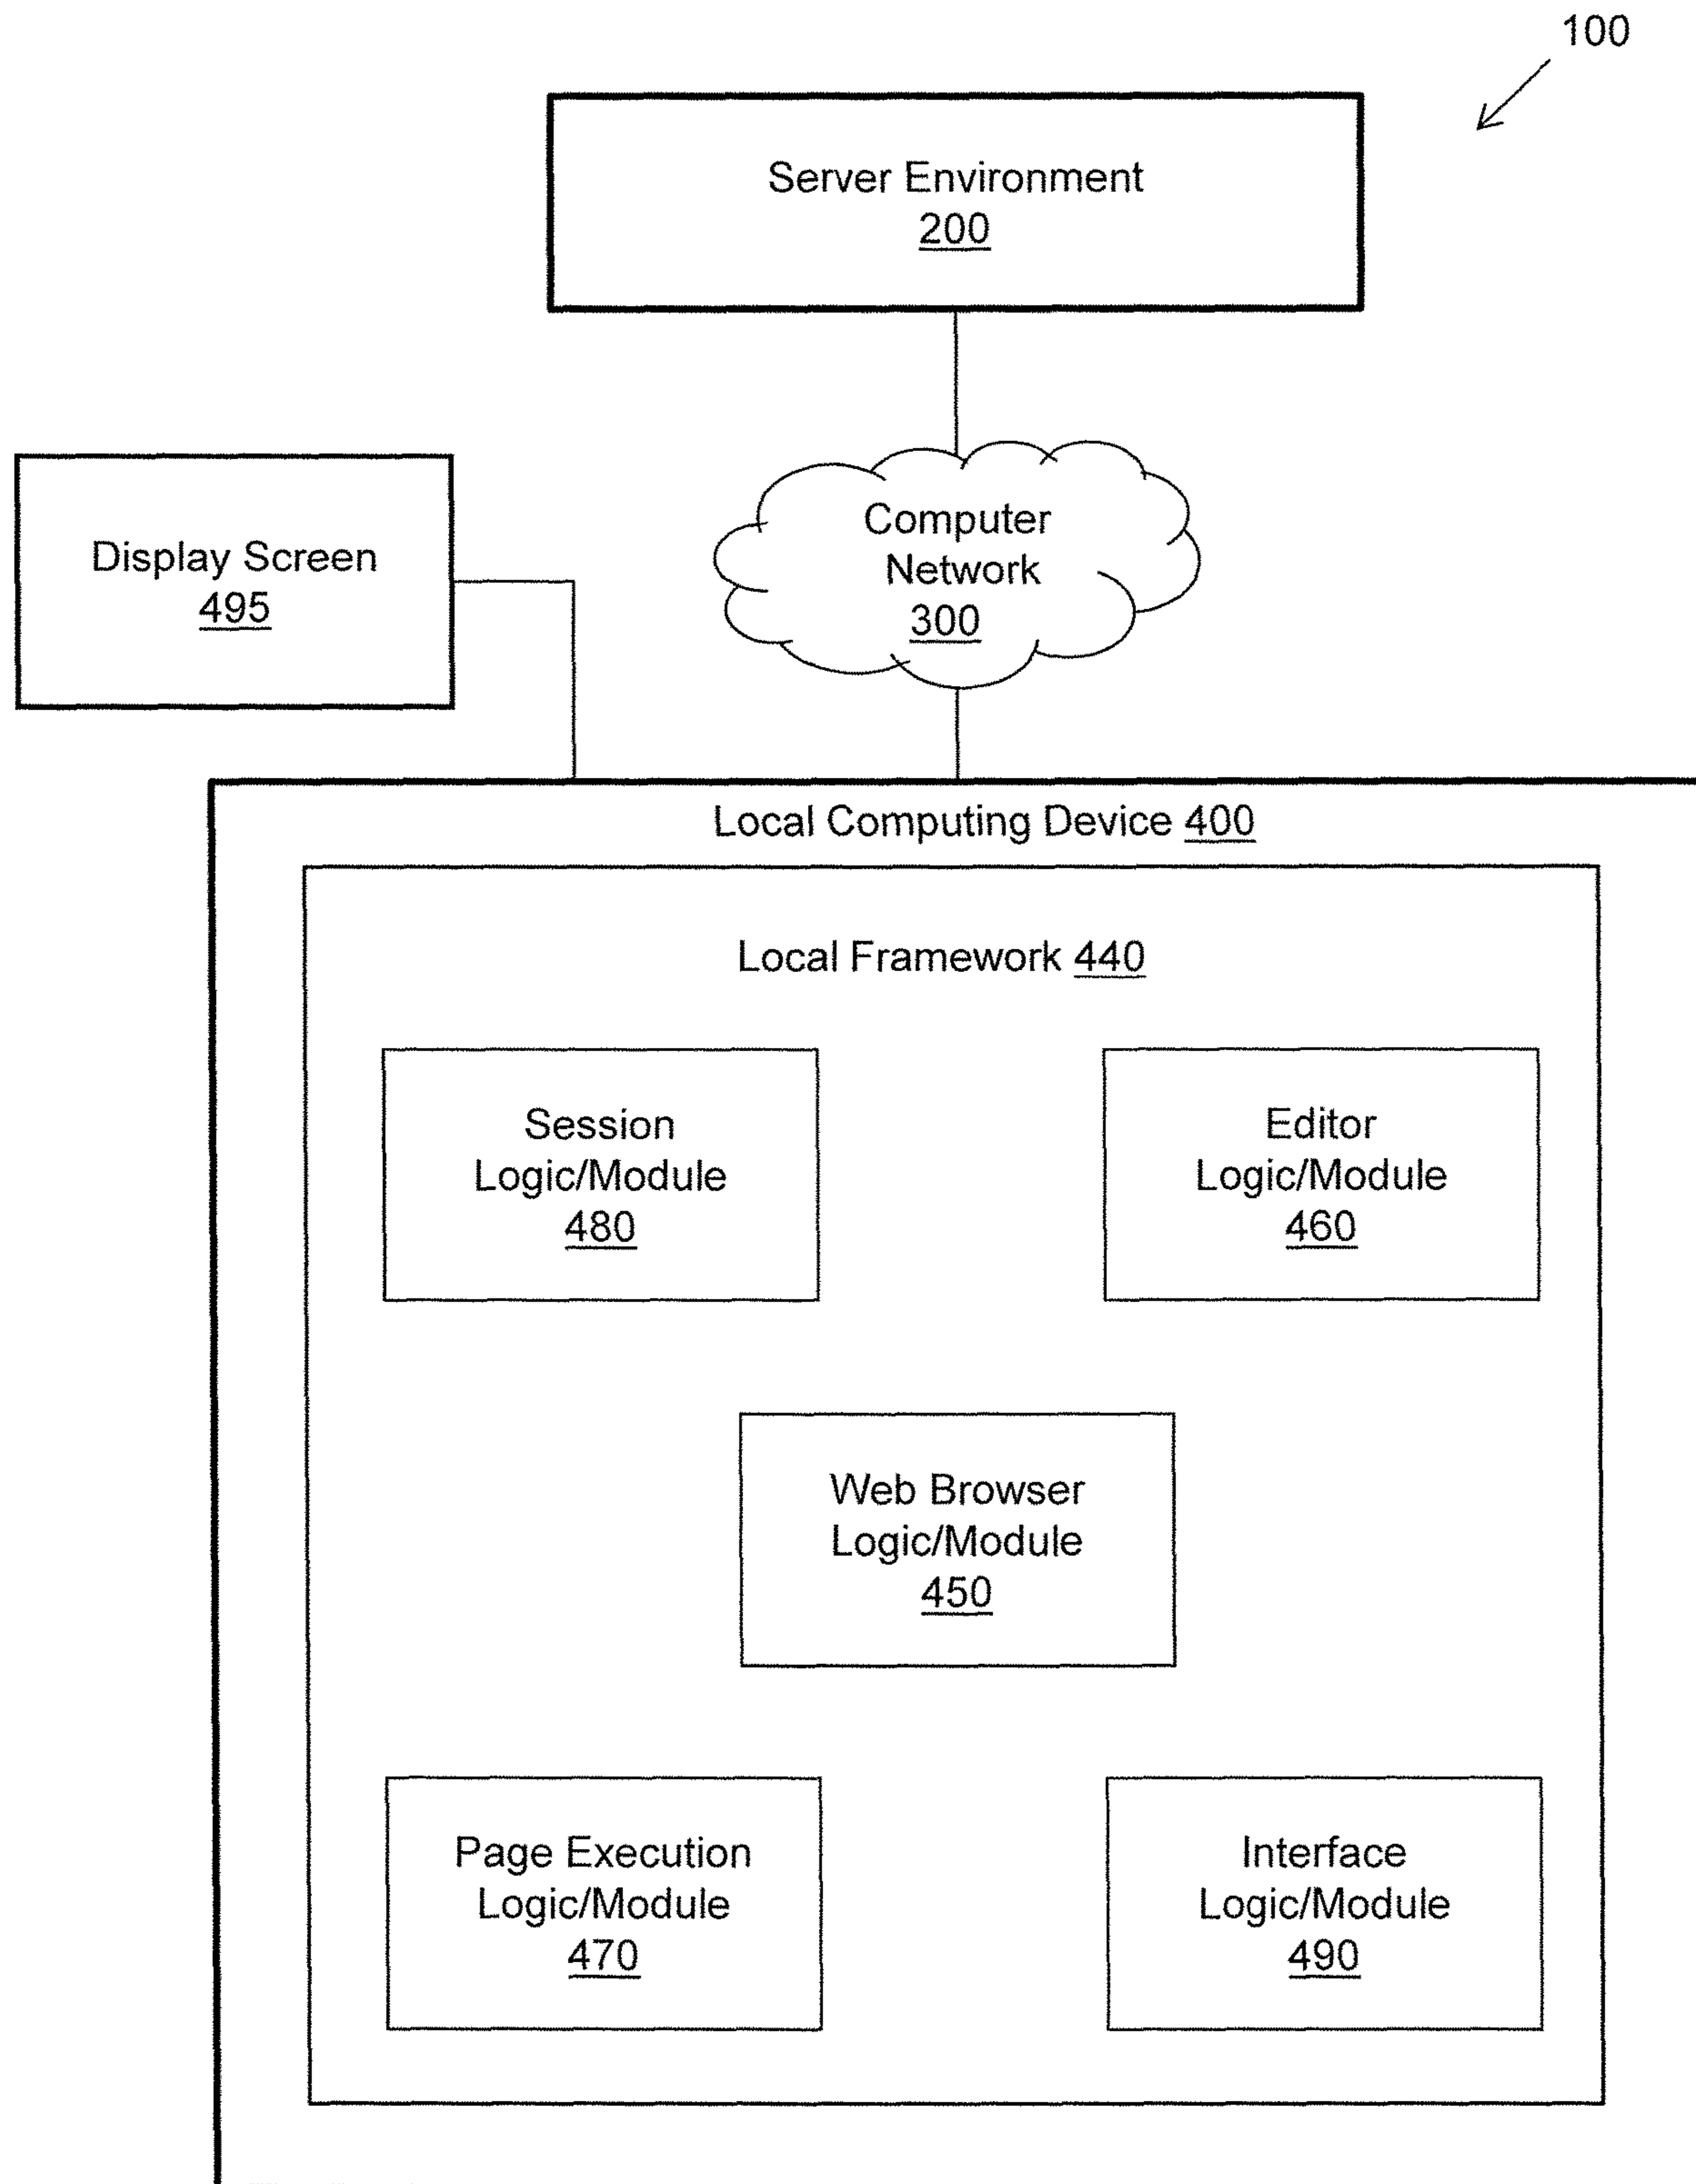 100
Server Environment
200
Computer
Network
300
Display Screen
495
Local Computing Device 400
Local Framework 440
Session
Logic/Module
480
Editor
Logic/Module
460
Web Browser
Logic/Module
450
Page Execution
Logic/Module
470
Interface
Logic/Module
490